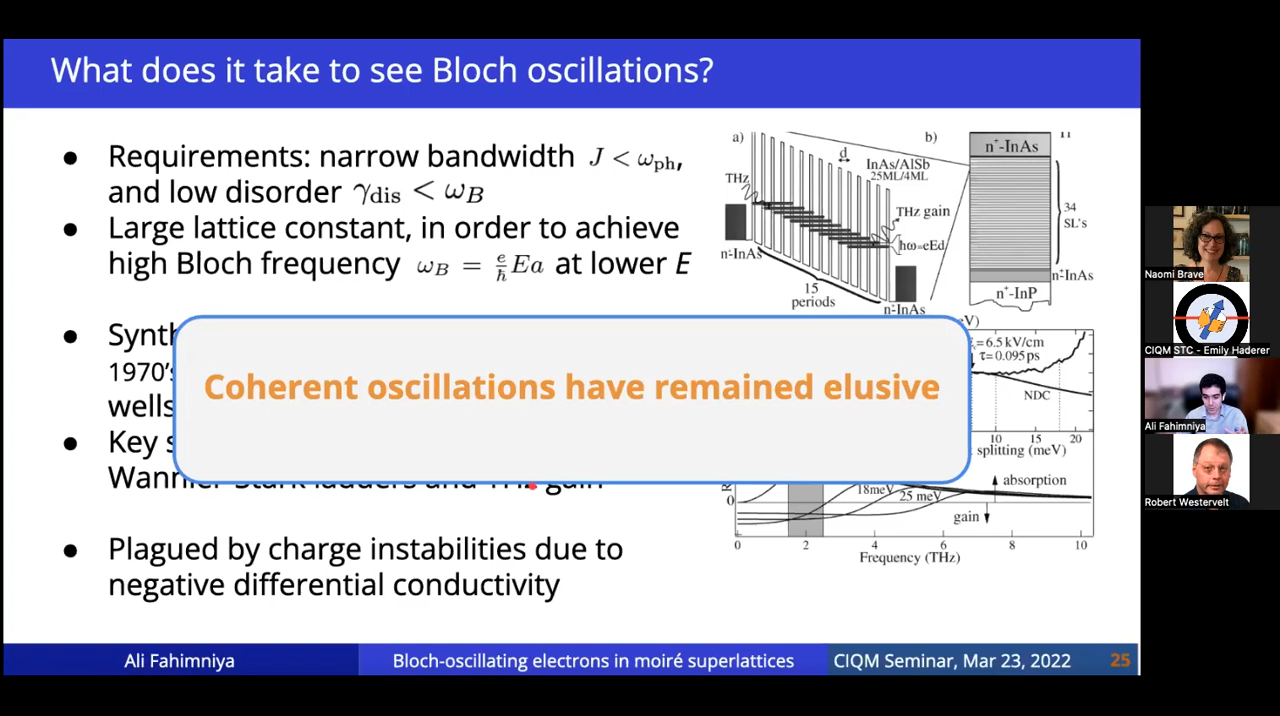 What does it take to see Bloch oscillations?
● Requirements: narrow bandwidth J < ω_ph,
and low disorder γ_dis < ω_B
● Large lattice constant, in order to achieve
high Bloch frequency ω_B = e/ħ Ea at lower E
● Synth
1970's
wells
● Key s
Coherent oscillations have remained elusive
● Plagued by charge instabilities due to
negative differential conductivity
a)
d
InAs/AlSb
25ML/4ML
THz
THz gain
ħω=eEd
n⁺-InAs
15
periods
n⁺-InAs
b)
n⁺-InAs
34
SL's
n⁺-InAs
n⁺-InP
eV)
= 6.5 kV/cm
τ = 0.095 ps
NDC
10 15 20
splitting (meV)
0
18meV
25 meV
absorption
gain
0 2 4 6 8 10
Frequency (THz)
Ali Fahimniya
Bloch-oscillating electrons in moiré superlattices
CIQM Seminar, Mar 23, 2022
25
Naomi Brave
CIQM STC - Emily Haderer
Ali Fahimniya
Robert Westervelt